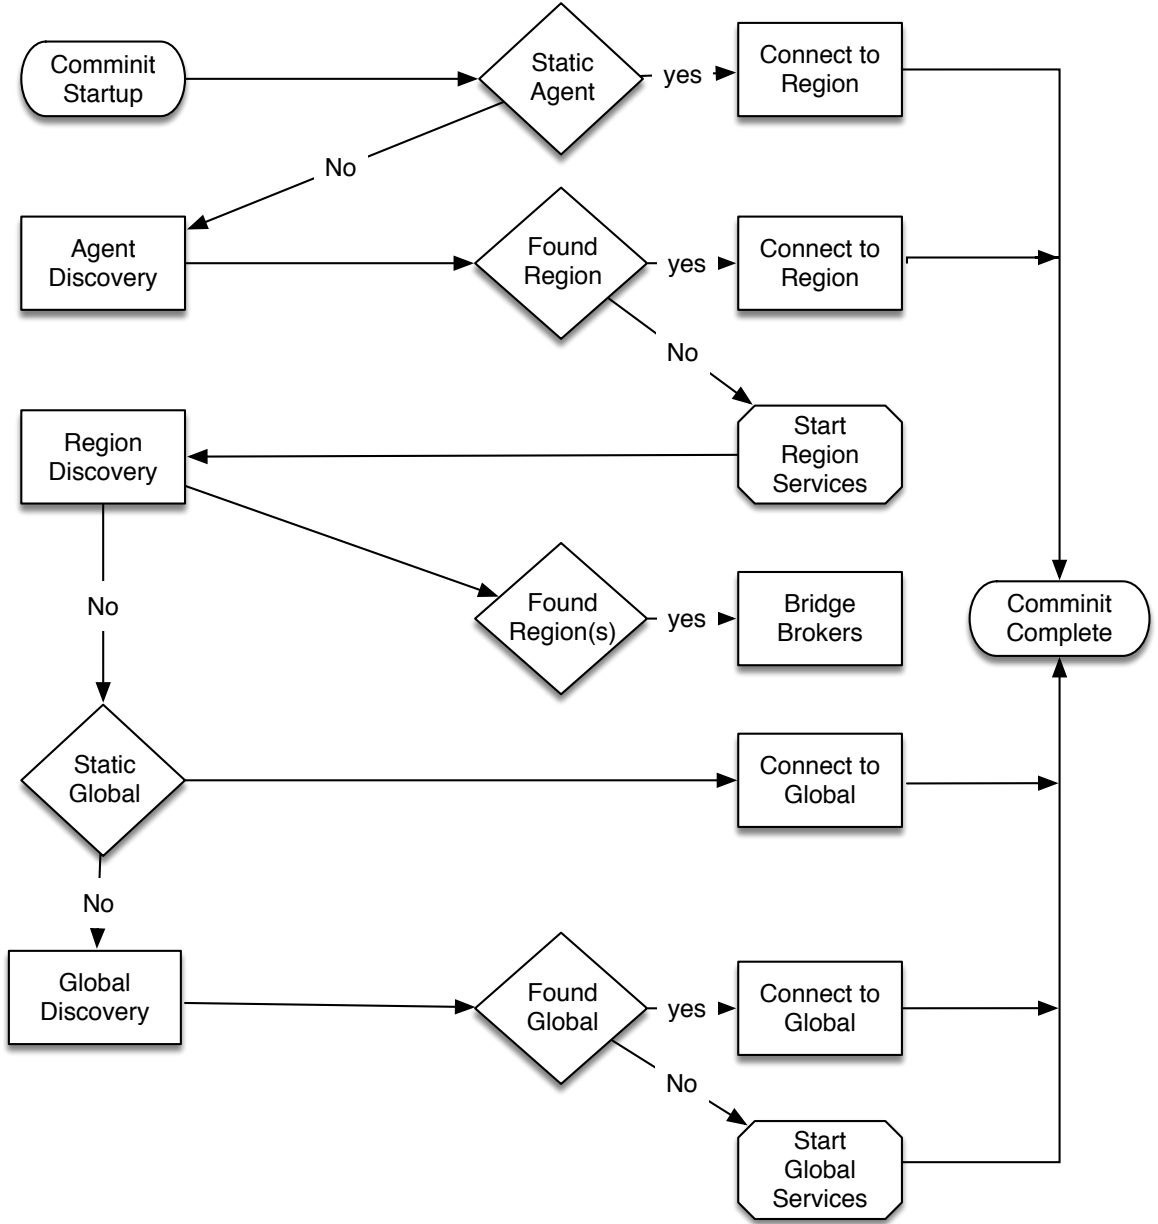 Comminit
Startup
Static
Agent
yes
Connect to
Region
No
Agent
Discovery
Found
Region
yes
Connect to
Region
No
Start
Region
Services
Region
Discovery
No
Found
Region(s)
yes
Bridge
Brokers
Comminit
Complete
Static
Global
Connect to
Global
No
Global
Discovery
Found
Global
yes
Connect to
Global
No
Start
Global
Services